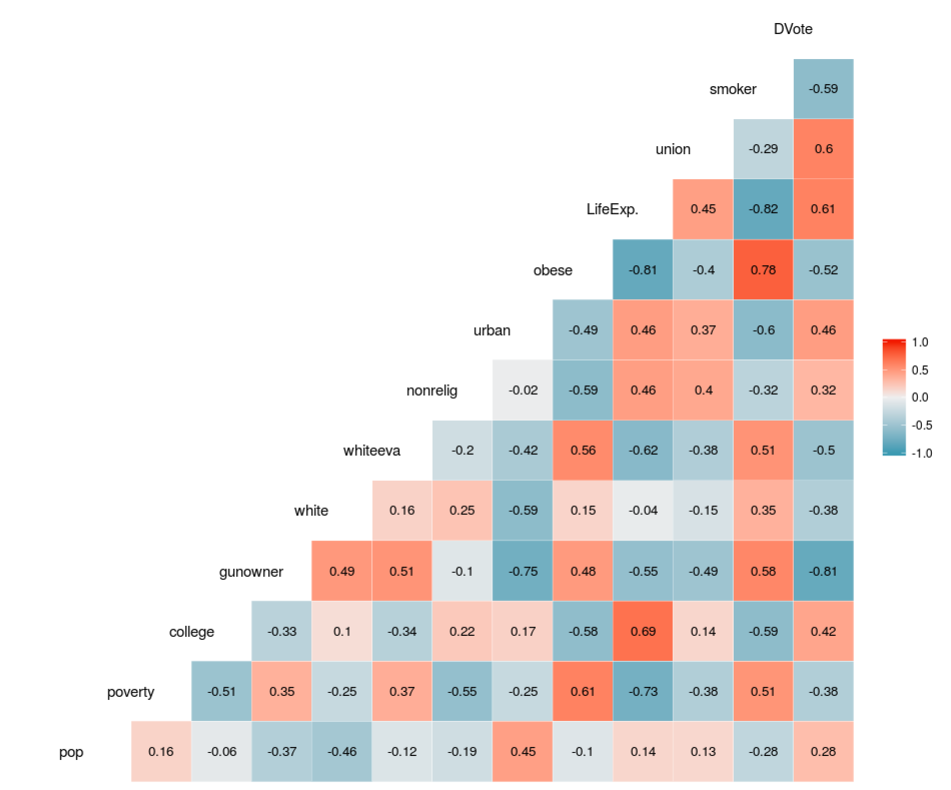 DVote
smoker -0.59
union -0.29 0.6
LifeExp. 0.45 -0.82 0.61
obese -0.81 -0.4 0.78 -0.52
urban -0.49 0.46 0.37 -0.6 0.46
nonrelig -0.02 -0.59 0.46 0.4 -0.32 0.32
whiteeva -0.2 -0.42 0.56 -0.62 -0.38 0.51 -0.5
white 0.16 0.25 -0.59 0.15 -0.04 -0.15 0.35 -0.38
gunowner 0.49 0.51 -0.1 -0.75 0.48 -0.55 -0.49 0.58 -0.81
college -0.33 0.1 -0.34 0.22 0.17 -0.58 0.69 0.14 -0.59 0.42
poverty -0.51 0.35 -0.25 0.37 -0.55 -0.25 0.61 -0.73 -0.38 0.51 -0.38
pop 0.16 -0.06 -0.37 -0.46 -0.12 -0.19 0.45 -0.1 0.14 0.13 -0.28 0.28
1.0
0.5
0.0
-0.5
-1.0